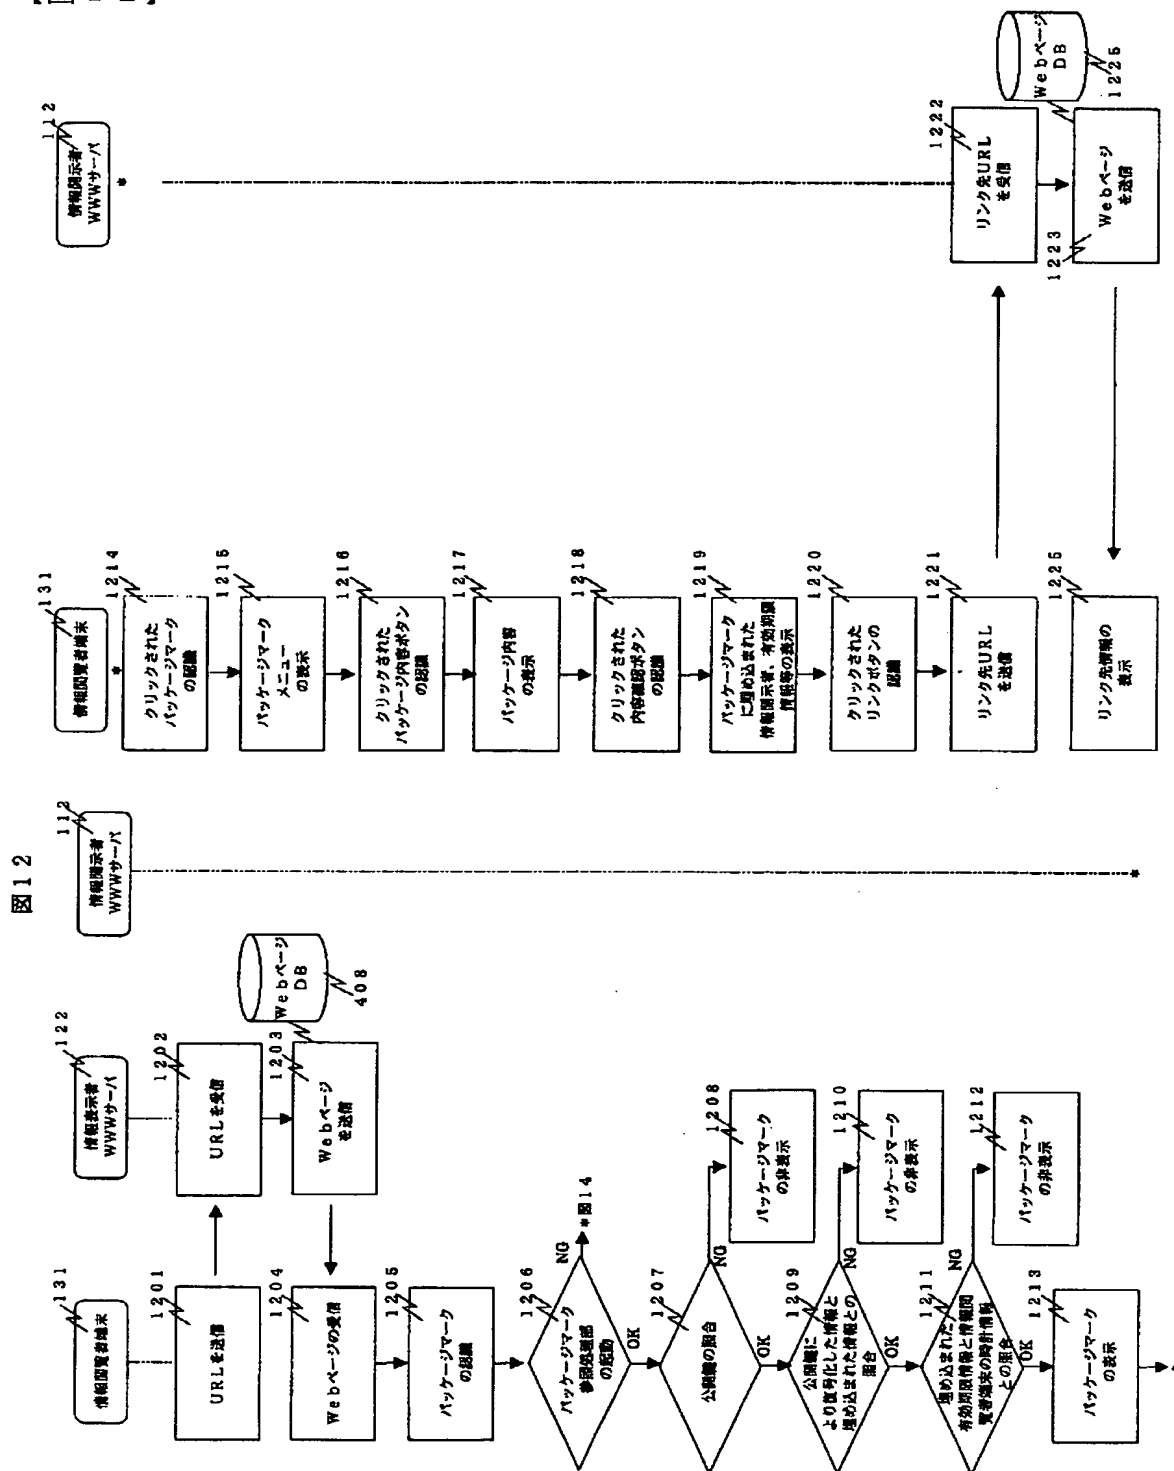 図12
131
情報閲覧者端末
122
情報表示者
WWWサーバ
112
情報開示者
WWWサーバ
1201
URLを送信
1202
URLを受信
1203
Webページ
を送信
Webページ
DB
408
1204
Webページの受信
1205
パッケージマーク
の認識
1206
パッケージマーク
参照処理部
の起動
NG
*図14
OK
1207
公開鍵の照合
NG
1208
パッケージマーク
の非表示
OK
1209
公開鍵に
より復号化した情報と
埋め込まれた情報との
照合
NG
1210
パッケージマーク
の非表示
OK
1211
埋め込まれた
有効期限情報と情報閲
覧者端末の時計情報
との照合
NG
1212
パッケージマーク
の非表示
OK
1213
パッケージマーク
の表示
*
131
情報閲覧者端末
*
112
情報開示者
WWWサーバ
*
1214
クリックされた
パッケージマーク
の認識
1215
パッケージマーク
メニュー
の表示
1216
クリックされた
パッケージ内容ボタン
の認識
1217
パッケージ内容
の表示
1218
クリックされた
内容確認ボタン
の認識
1219
パッケージマーク
に埋め込まれた
情報開示者、有効期限
情報等の表示
1220
クリックされた
リンクボタンの
認識
1221
リンク先URL
を送信
1222
リンク先URL
を受信
1223
Webページ
を送信
Webページ
DB
1225
1225
リンク先情報の
表示